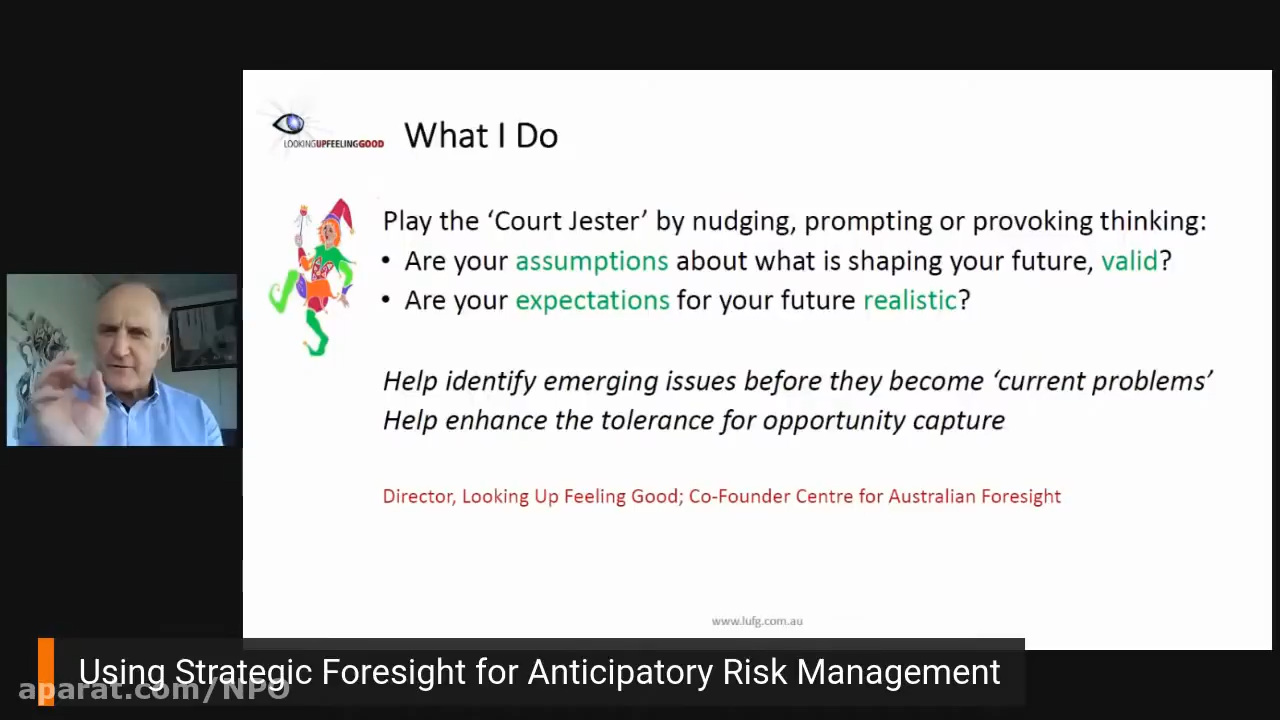 LOOKINGUPFEELINGGOOD
What I Do
Play the ‘Court Jester’ by nudging, prompting or provoking thinking:
• Are your assumptions about what is shaping your future, valid?
• Are your expectations for your future realistic?
Help identify emerging issues before they become ‘current problems’
Help enhance the tolerance for opportunity capture
Director, Looking Up Feeling Good; Co-Founder Centre for Australian Foresight
www.lufg.com.au
Using Strategic Foresight for Anticipatory Risk Management
aparat.com/NPO